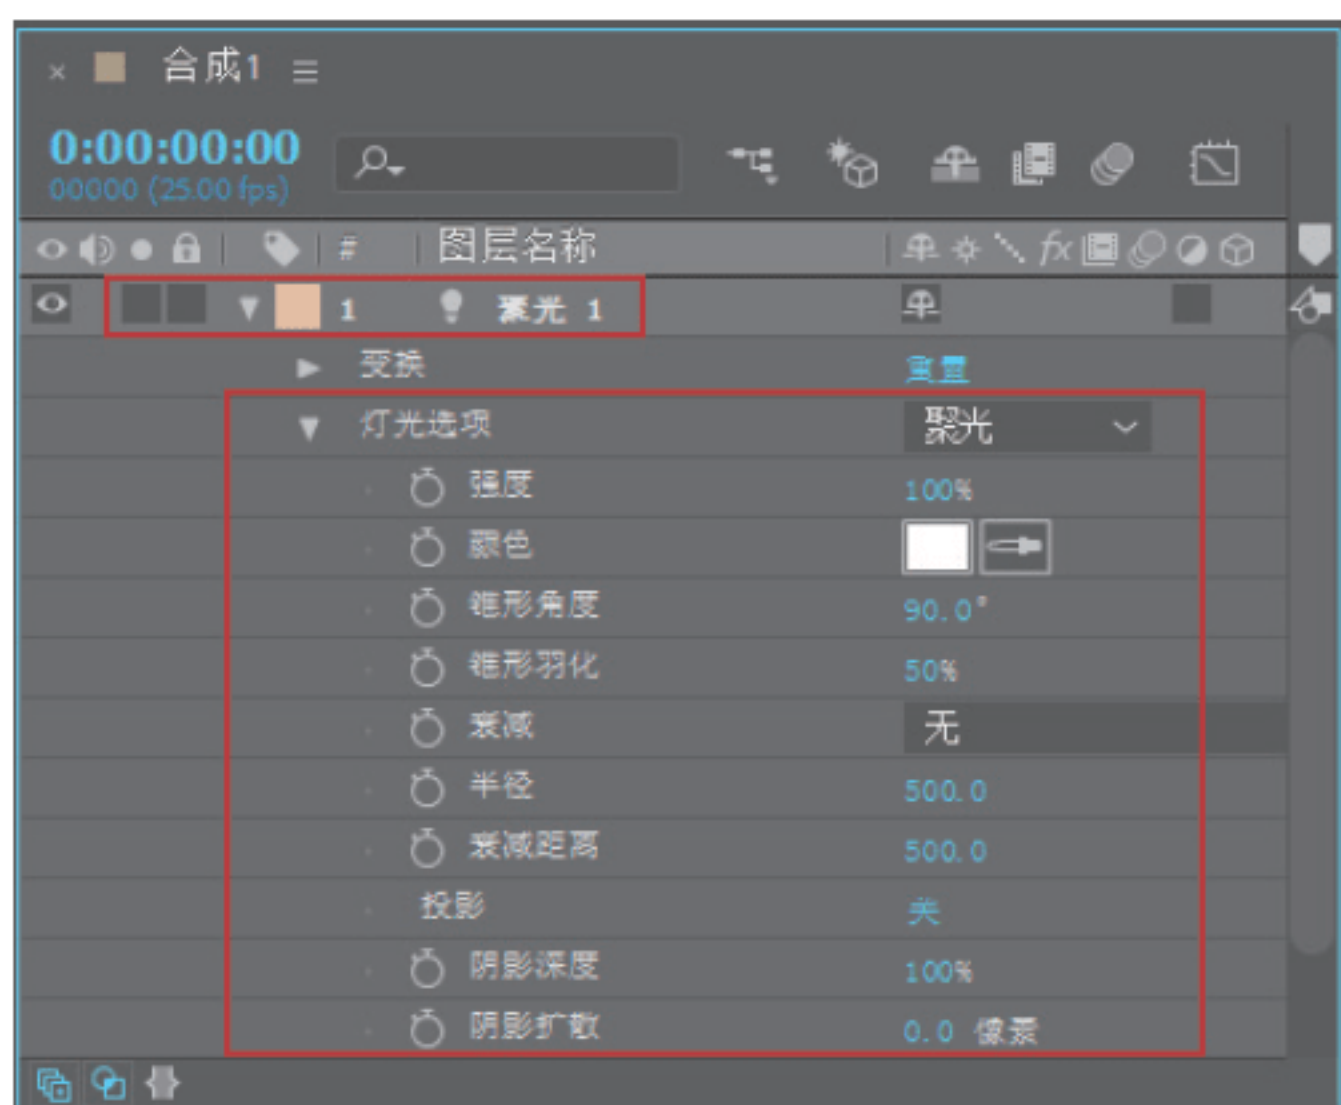 合成1
0:00:00:00
00000 (25.00 fps)
# 图层名称 fx
1 聚光 1
变换 重置
灯光选项 聚光
强度 100%
颜色
锥形角度 90.0°
锥形羽化 50%
衰减 无
半径 500.0
衰减距离 500.0
投影 关
阴影深度 100%
阴影扩散 0.0 像素